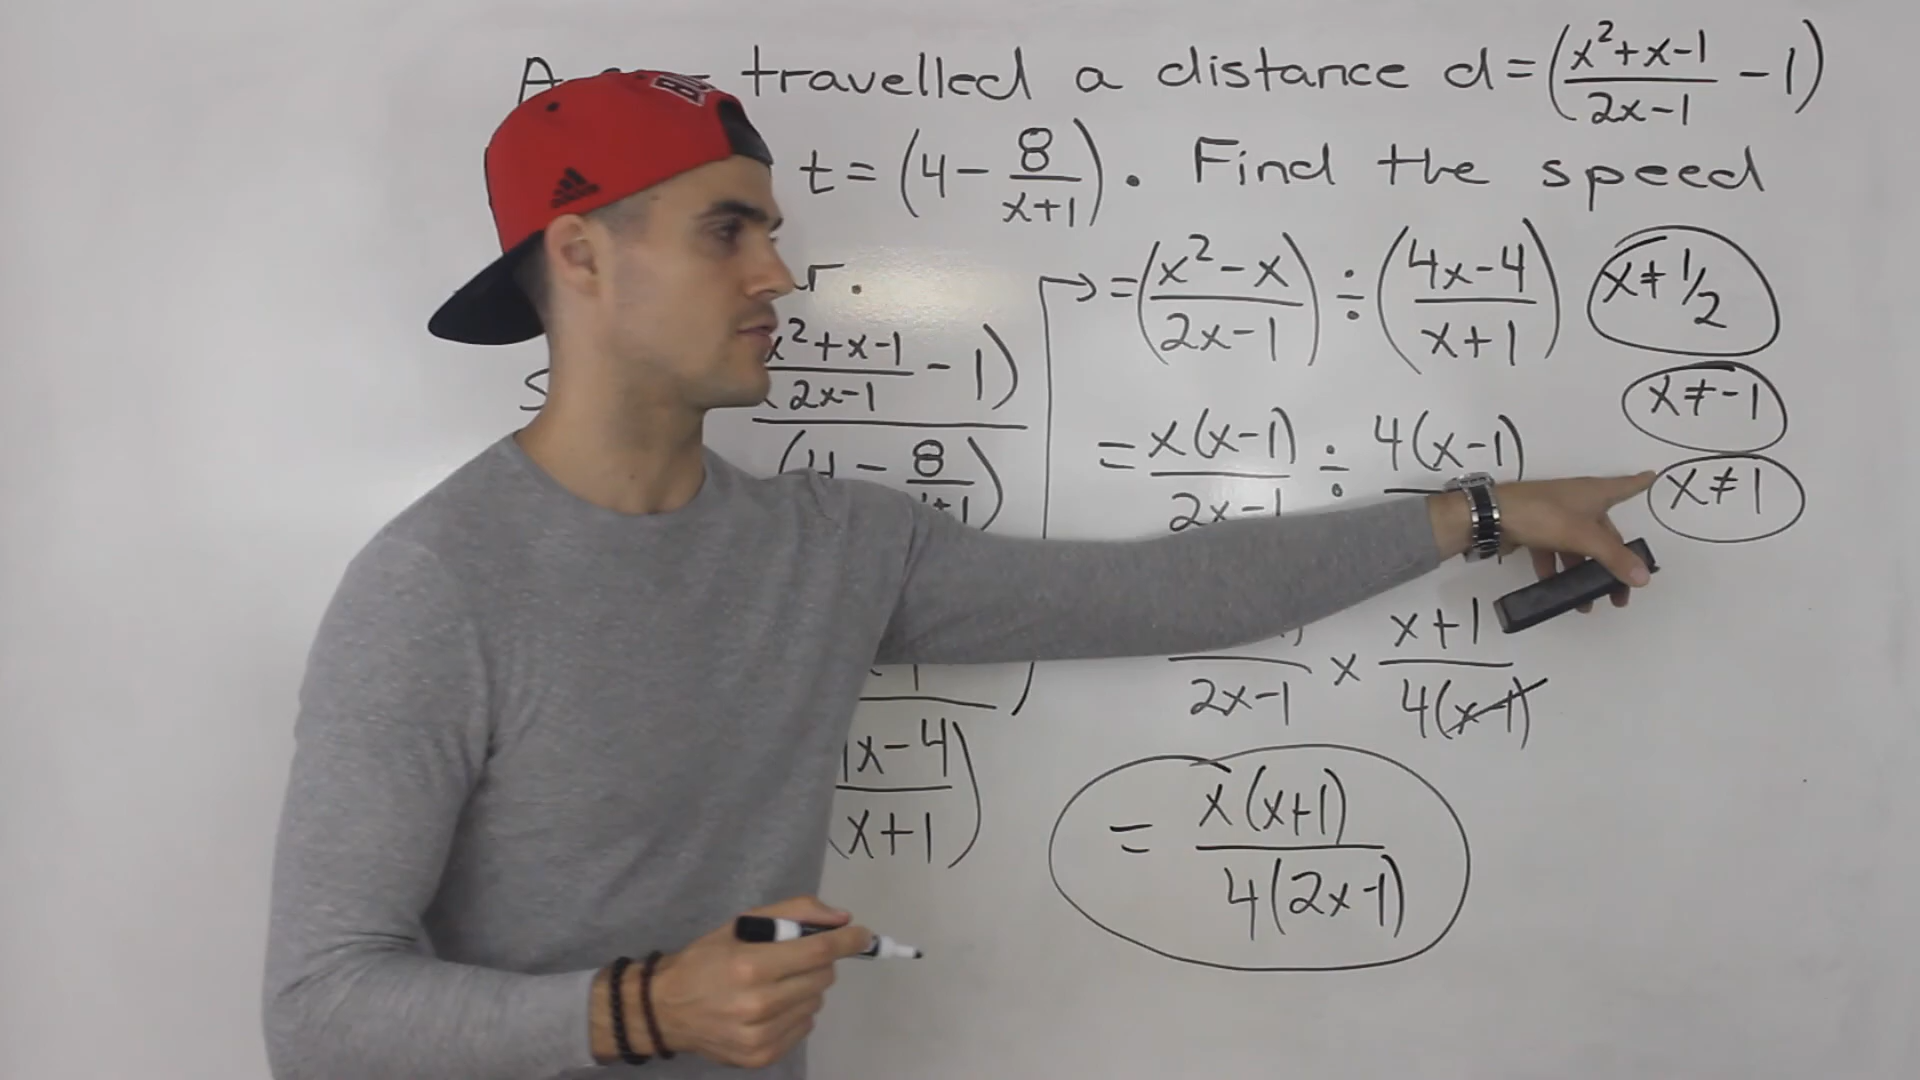 travelled a distance d=((x²+x-1)/(2x-1) - 1)
t=(4 - 8/(x+1)). Find the speed
r.
x²+x-1)/(2x-1) - 1)
(4 - 8/
+1)
→ = ((x²-x)/(2x-1)) ÷ ((4x-4)/(x+1))
= x(x-1)/(2x-1) ÷ 4(x-1)
/(2x-1) × (x+1)/(4(x-1))
= x(x+1)/(4(2x-1))
x-4)/(x+1))
x≠1/2
x≠-1
x≠1